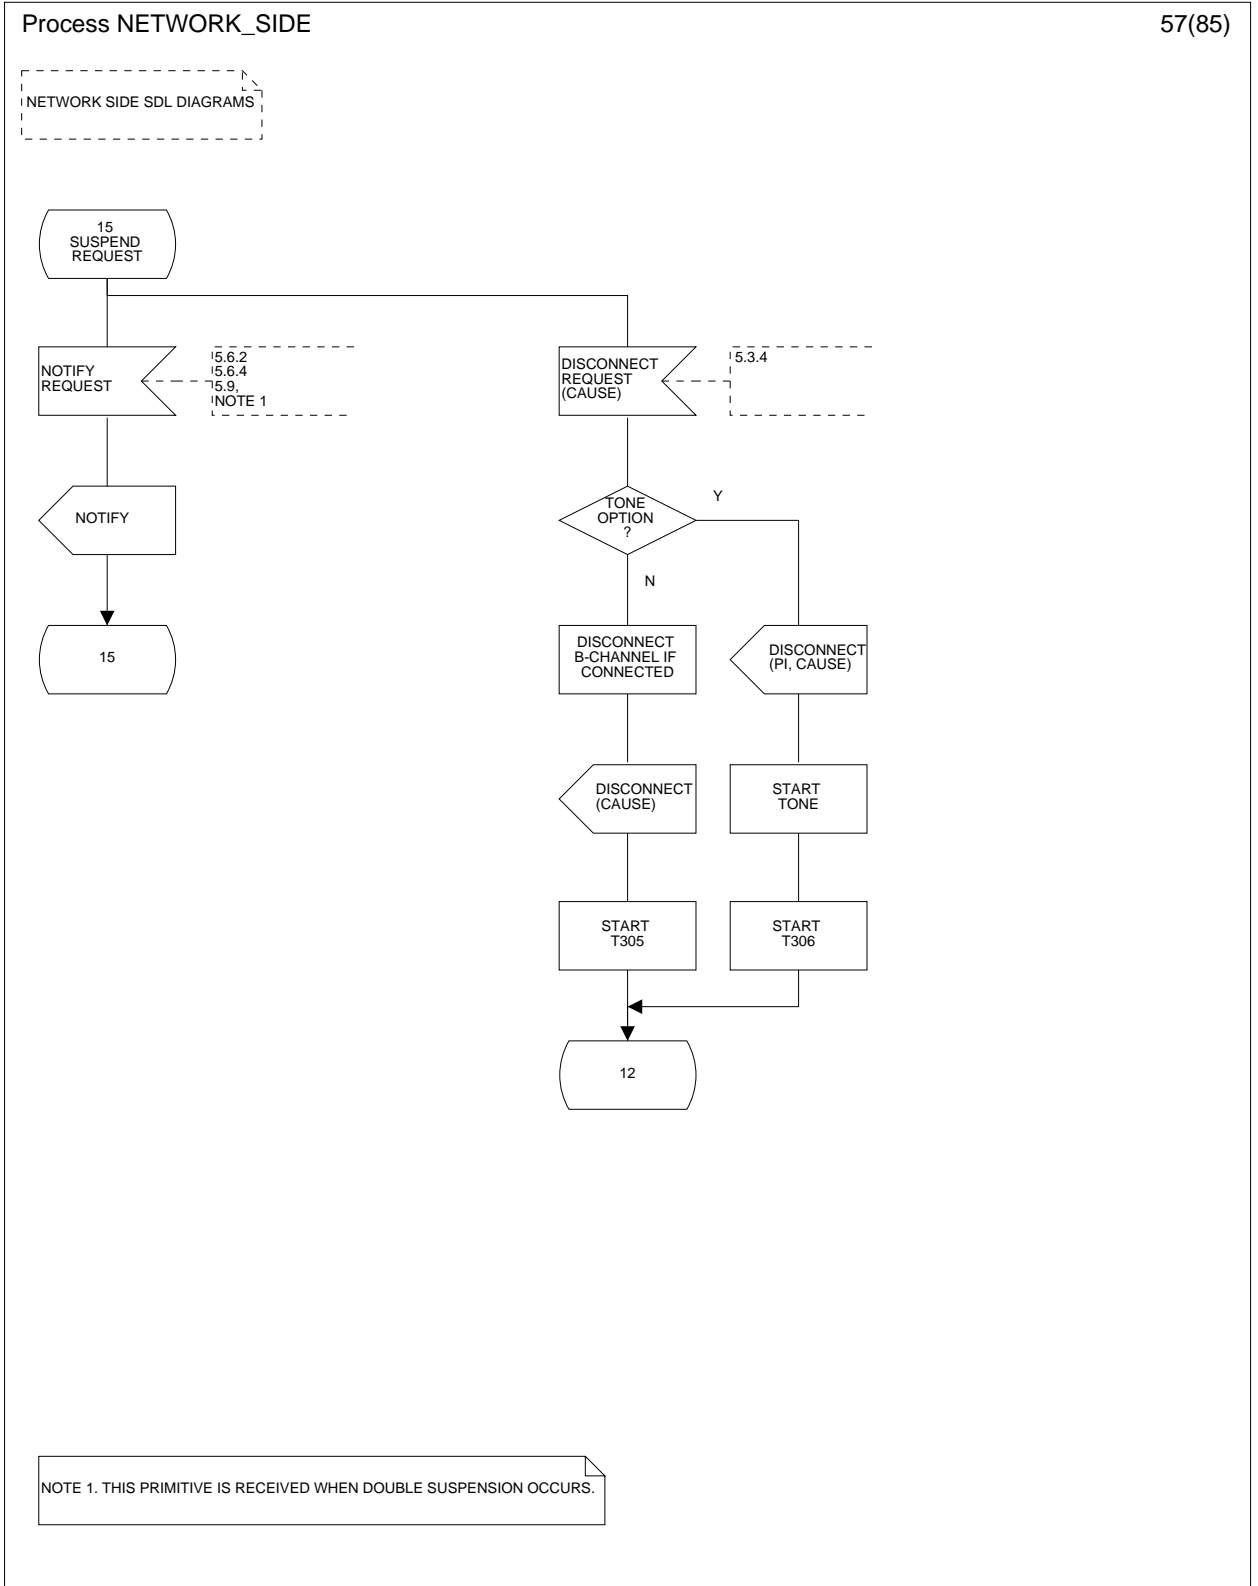 Process NETWORK_SIDE
57(85)
NETWORK SIDE SDL DIAGRAMS
15
SUSPEND
REQUEST
NOTIFY
REQUEST
5.6.2
5.6.4
5.9,
NOTE 1
DISCONNECT
REQUEST
(CAUSE)
5.3.4
NOTIFY
TONE
OPTION
?
Y
N
15
DISCONNECT
B-CHANNEL IF
CONNECTED
DISCONNECT
(PI, CAUSE)
DISCONNECT
(CAUSE)
START
TONE
START
T305
START
T306
12
NOTE 1. THIS PRIMITIVE IS RECEIVED WHEN DOUBLE SUSPENSION OCCURS.